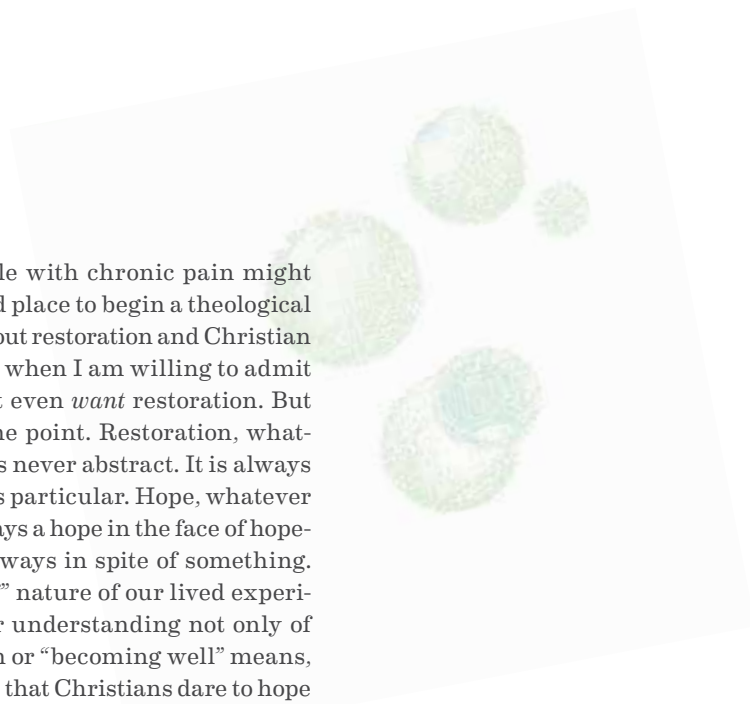 le with chronic pain might
d place to begin a theological
out restoration and Christian
when I am willing to admit
t even want restoration. But
he point. Restoration, what-
s never abstract. It is always
s particular. Hope, whatever
ays a hope in the face of hope-
ways in spite of something.
” nature of our lived experi-
r understanding not only of
n or “becoming well” means,
that Christians dare to hope